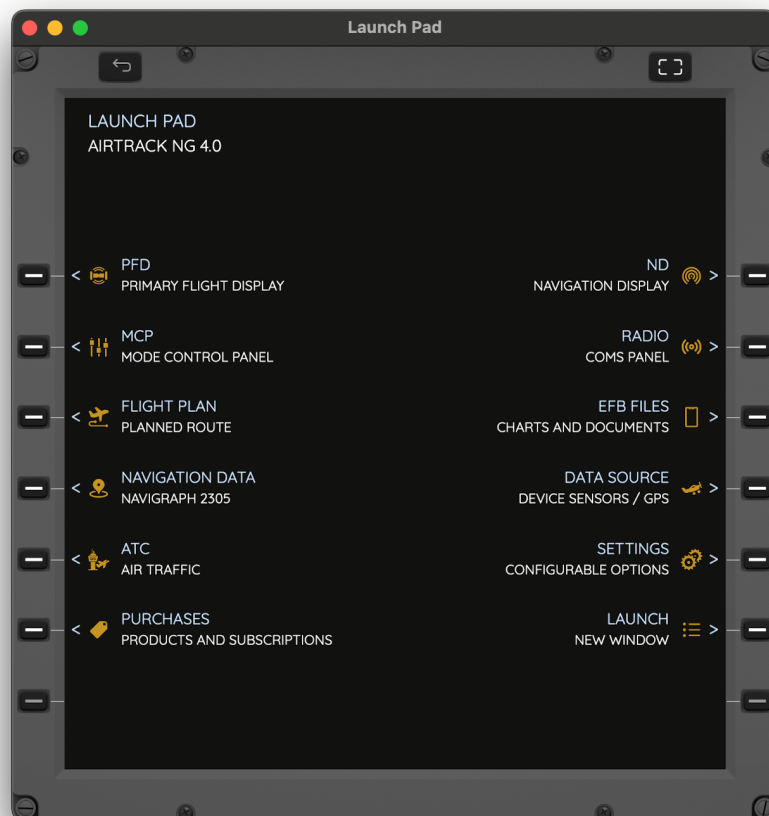 Launch Pad
LAUNCH PAD
AIRTRACK NG 4.0
< PFD
PRIMARY FLIGHT DISPLAY
ND >
NAVIGATION DISPLAY
< MCP
MODE CONTROL PANEL
RADIO >
COMS PANEL
< FLIGHT PLAN
PLANNED ROUTE
EFB FILES >
CHARTS AND DOCUMENTS
< NAVIGATION DATA
NAVIGRAPH 2305
DATA SOURCE >
DEVICE SENSORS / GPS
< ATC
AIR TRAFFIC
SETTINGS >
CONFIGURABLE OPTIONS
< PURCHASES
PRODUCTS AND SUBSCRIPTIONS
LAUNCH >
NEW WINDOW